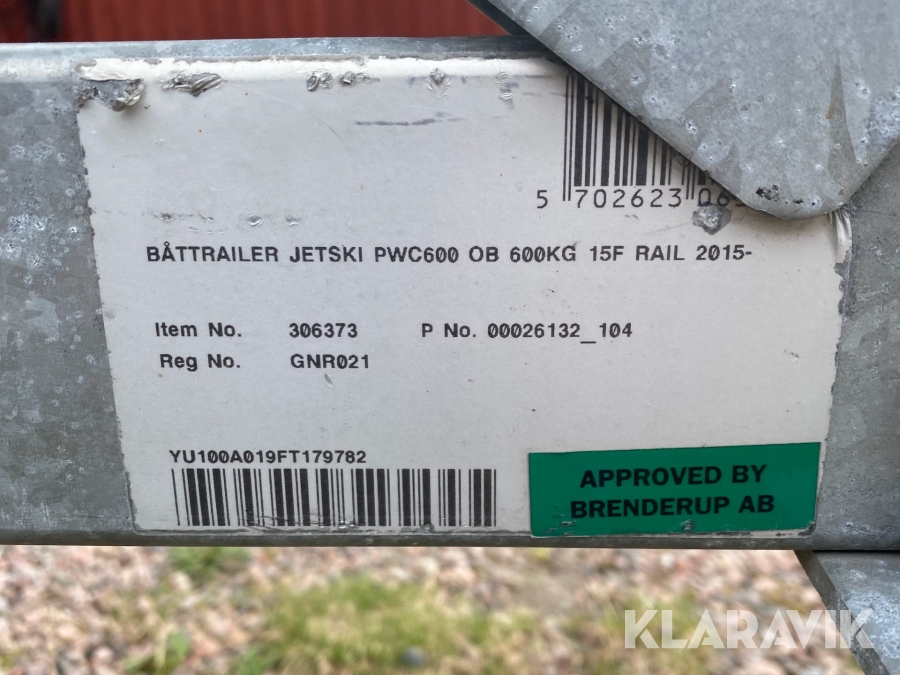 5 702623
BÅTTRAILER JETSKI PWC600 OB 600KG 15F RAIL 2015-
Item No. 306373 P No. 00026132_104
Reg No. GNR021
YU100A019FT179782
APPROVED BY
BRENDERUP AB
KLARAVIK